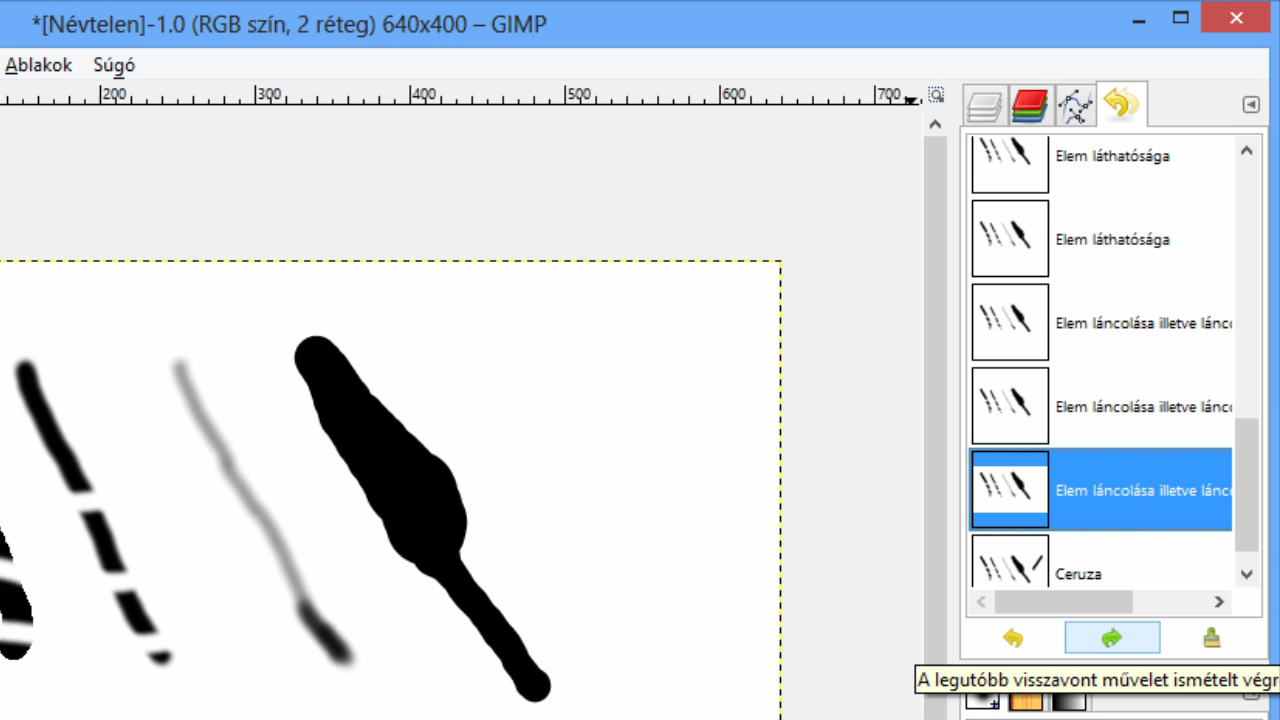 *[Névtelen]-1.0 (RGB szín, 2 réteg) 640x400 – GIMP
Ablakok Súgó
200 300 400 500 600 700
Elem láthatósága
Elem láthatósága
Elem láncolása illetve lánc
Elem láncolása illetve lánc
Elem láncolása illetve lánc
Ceruza
A legutóbb visszavont művelet ismételt végr